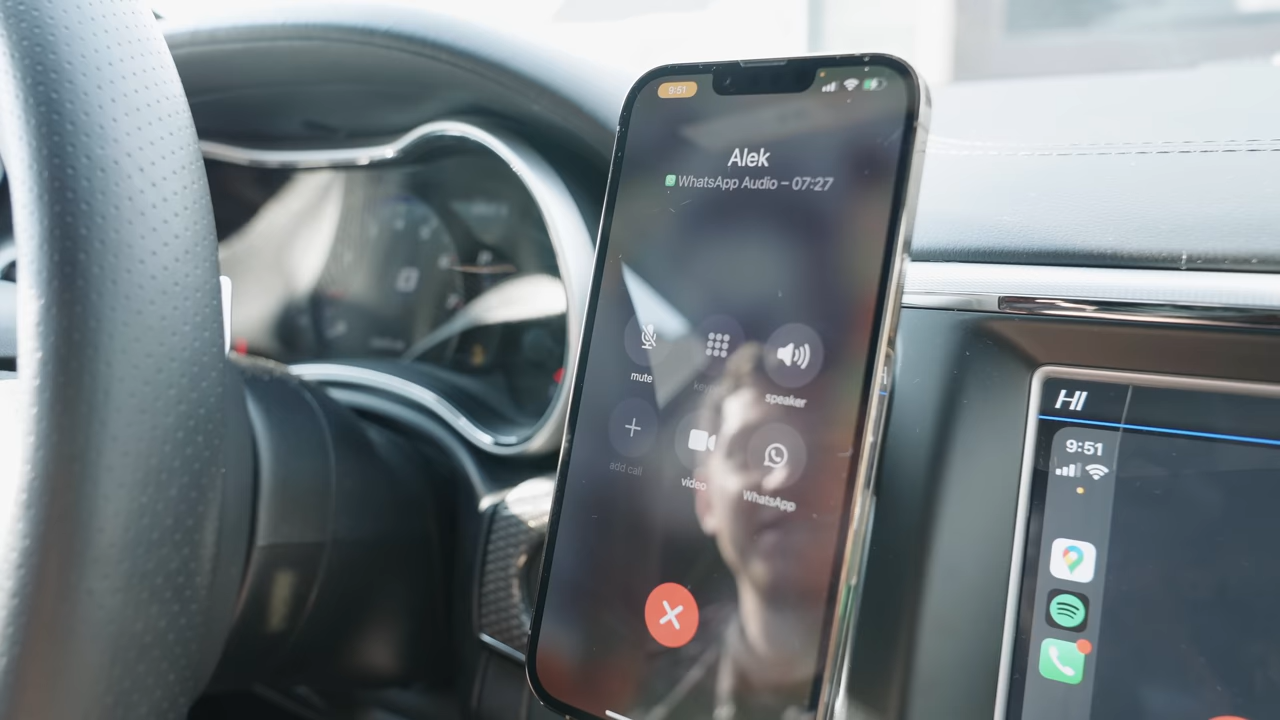 9:51
Alek
WhatsApp Audio – 07:27
mute
speaker
add call
video
WhatsApp
HI
9:51